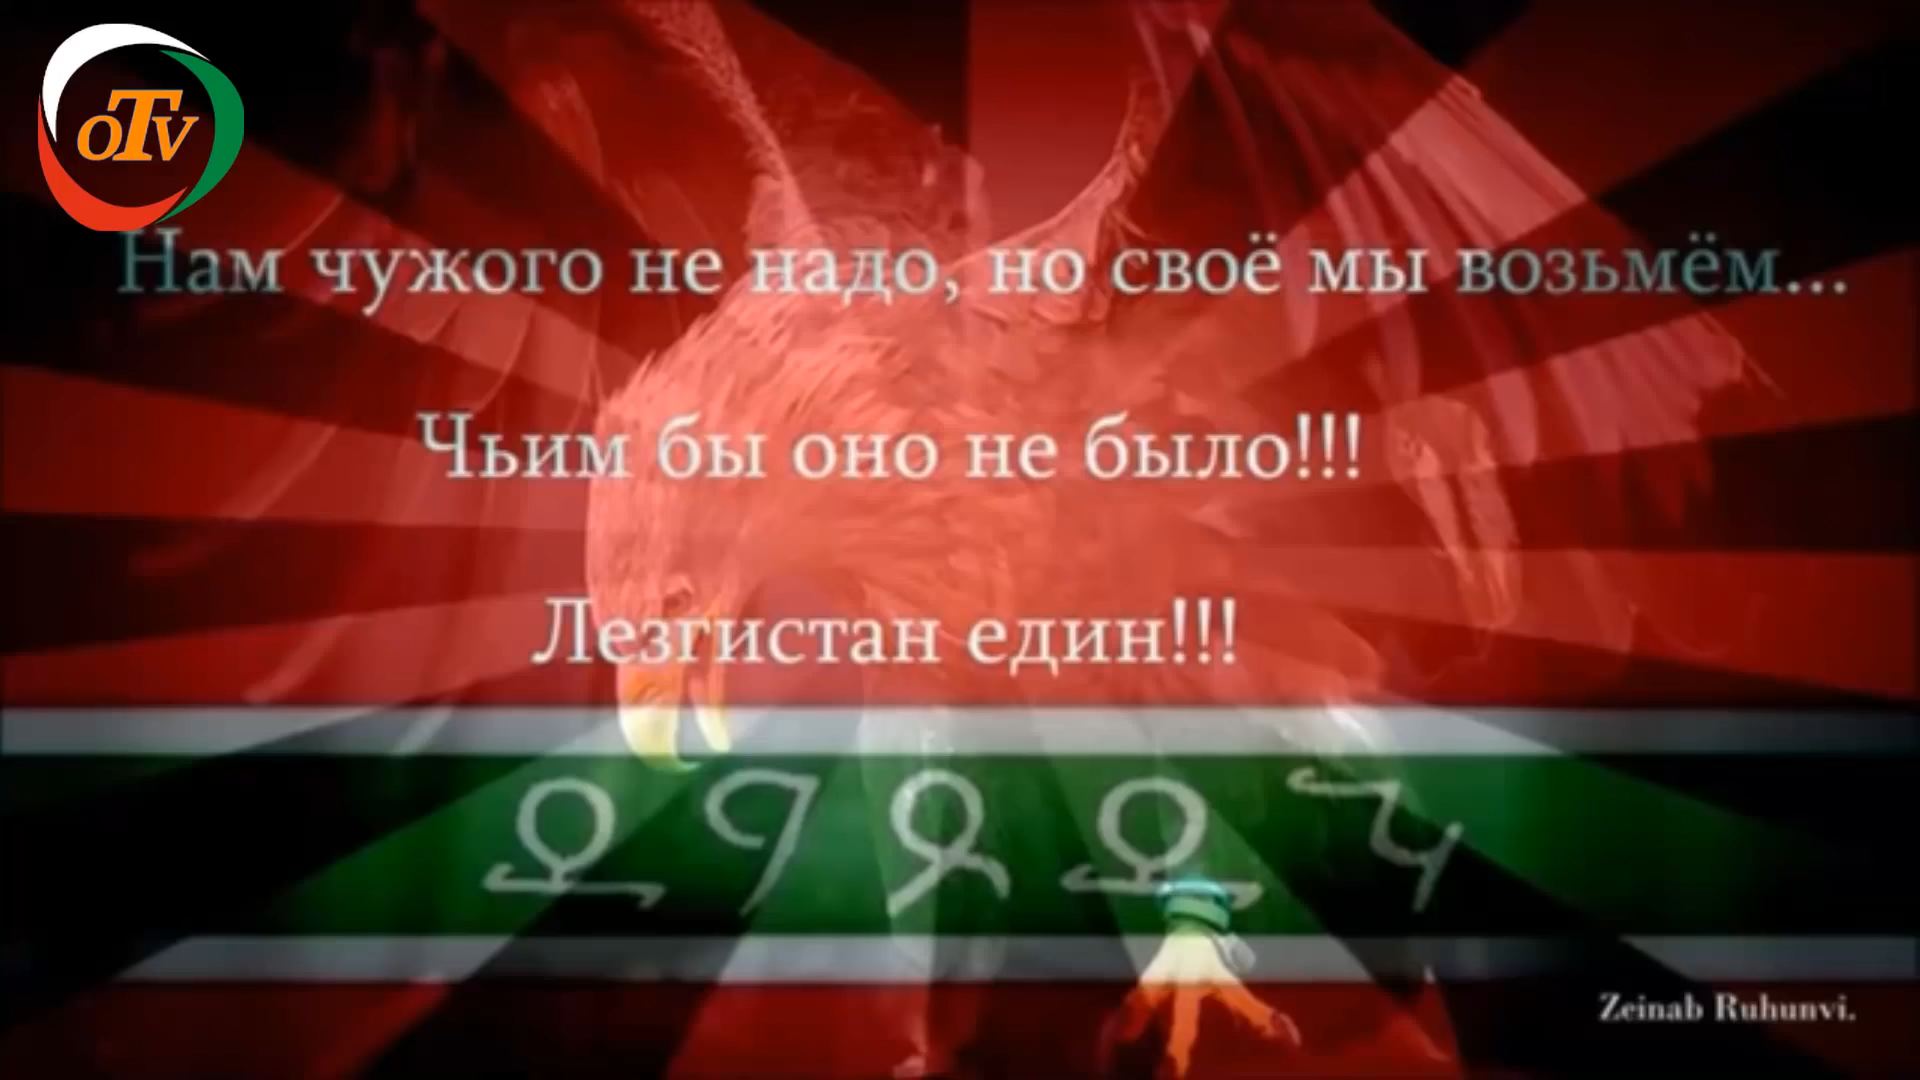 oTv
Нам чужого не надо, но своё мы возьмём...
Чьим бы оно не было!!!
Лезгистан един!!!
Zeinab Ruhunvi.